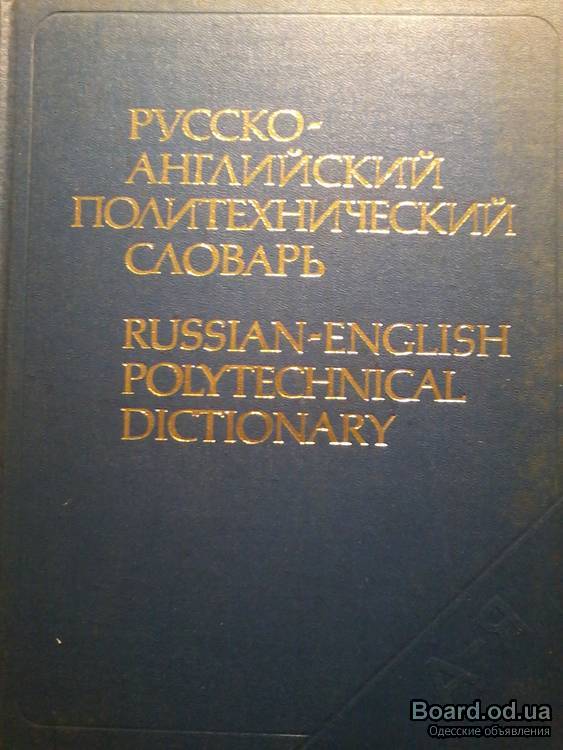 РУССКО-
АНГЛИЙСКИЙ
ПОЛИТЕХНИЧЕСКИЙ
СЛОВАРЬ
RUSSIAN-ENGLISH
POLYTECHNICAL
DICTIONARY
А-Я
Board.od.ua
Одесские объявления